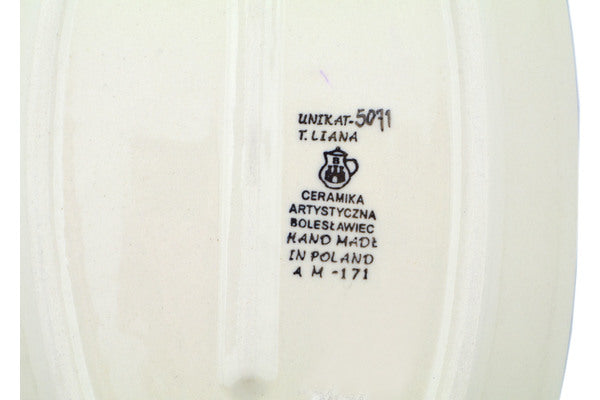 UNIKAT-5071
T. LIANA
B
CERAMIKA
ARTYSTYCZNA
BOLESŁAWIEC
HAND MADE
IN POLAND
A M -171